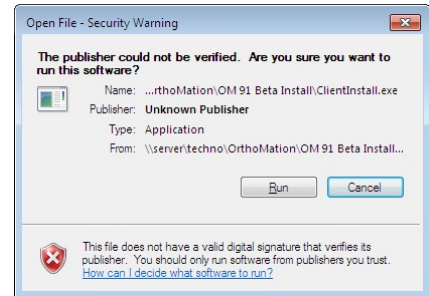 Open File - Security Warning
The publisher could not be verified. Are you sure you want to
run this software?
Name: ...rthoMation\OM 91 Beta Install\ClientInstall.exe
Publisher: Unknown Publisher
Type: Application
From: \\server\techno\OrthoMation\OM 91 Beta Install...
Run Cancel
This file does not have a valid digital signature that verifies its
publisher. You should only run software from publishers you trust.
How can I decide what software to run?